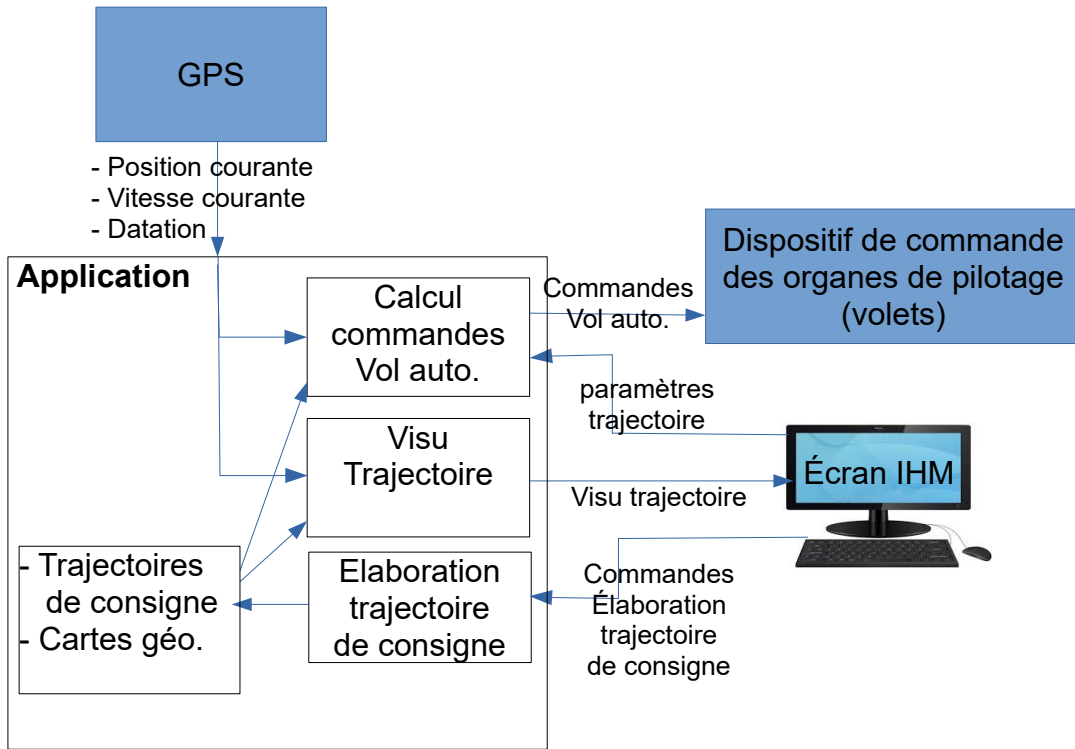 GPS
- Position courante
- Vitesse courante
- Datation
Dispositif de commande
des organes de pilotage
(volets)
Application
Calcul
commandes
Vol auto.
Commandes
Vol auto.
paramètres
trajectoire
Visu
Trajectoire
Visu trajectoire
Écran IHM
- Trajectoires
de consigne
- Cartes géo.
Elaboration
trajectoire
de consigne
Commandes
Élaboration
trajectoire
de consigne